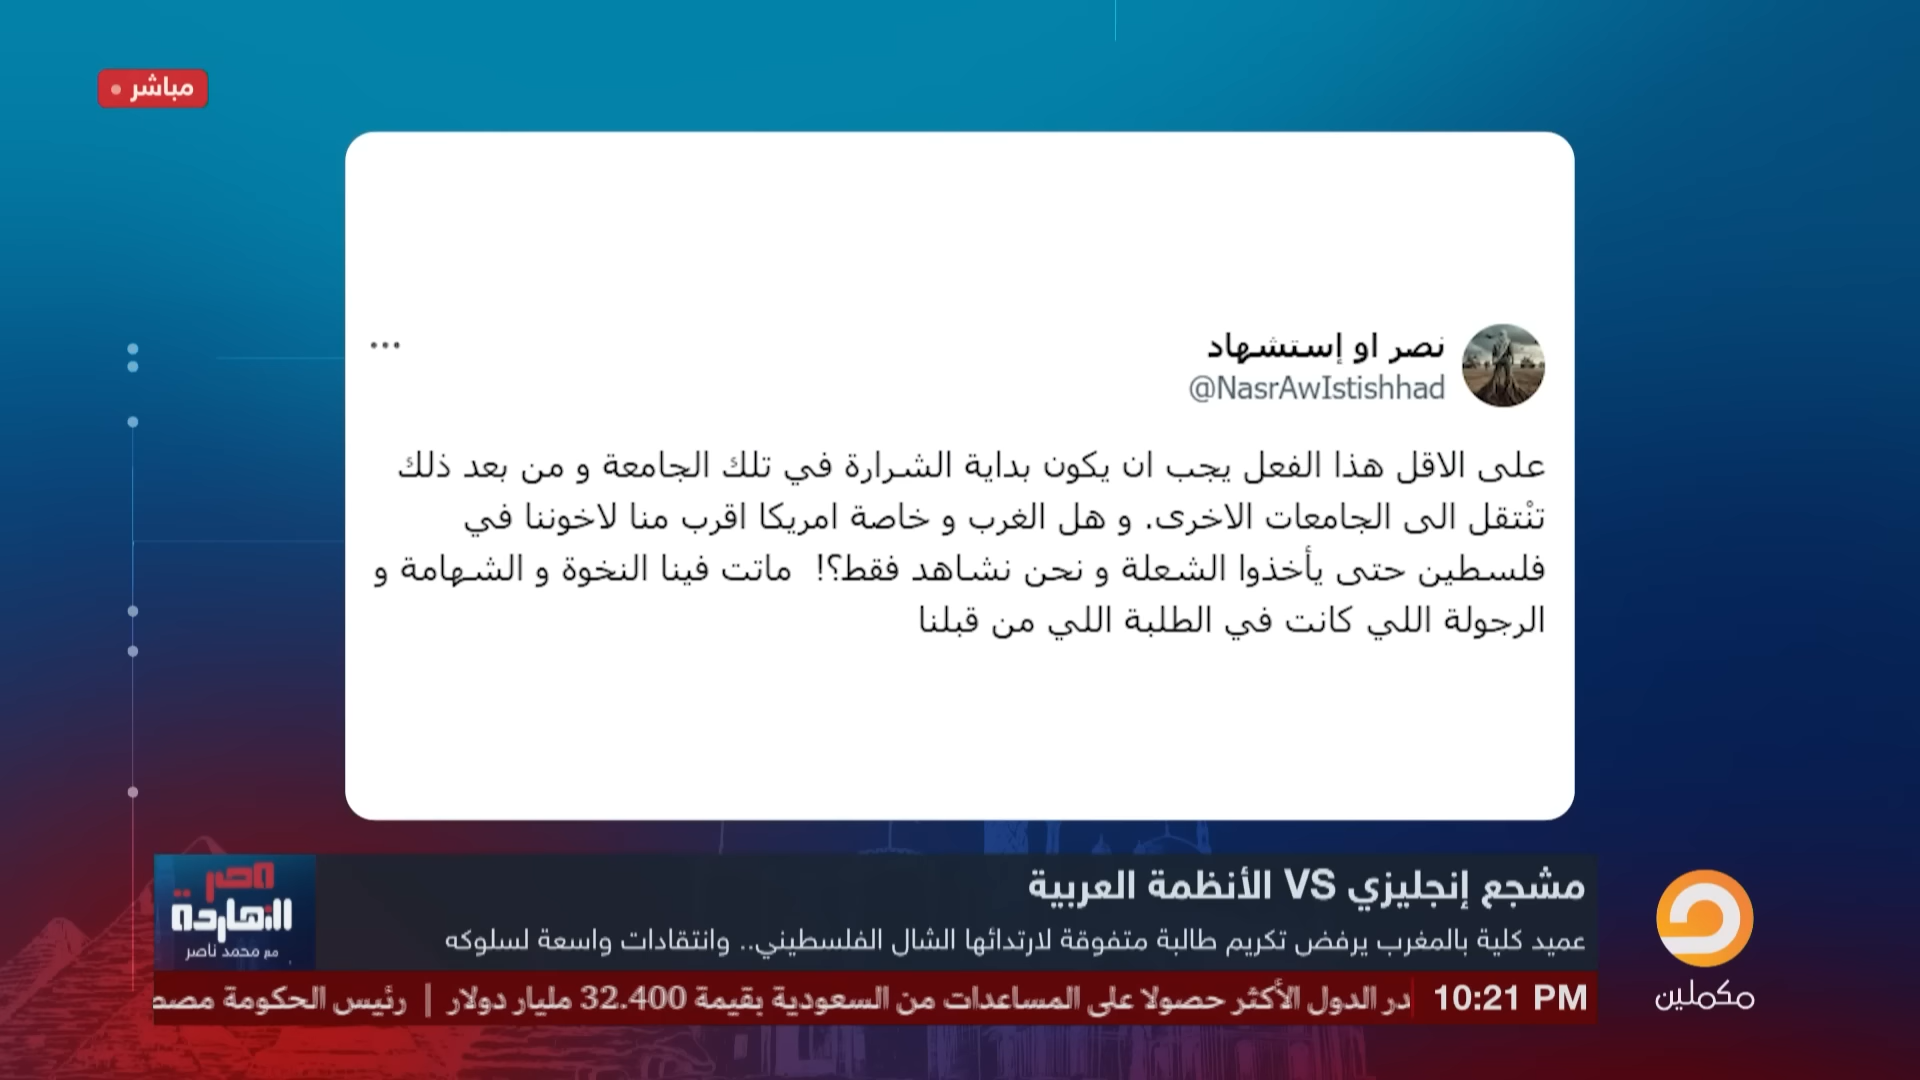 مباشر
نصر او إستشهاد
@NasrAwIstishhad
على الاقل هذا الفعل يجب ان يكون بداية الشرارة في تلك الجامعة و من بعد ذلك
تنْتقل الى الجامعات الاخرى. و هل الغرب و خاصة امريكا اقرب منا لاخوننا في
فلسطين حتى يأخذوا الشعلة و نحن نشاهد فقط؟! ماتت فينا النخوة و الشهامة و
الرجولة اللي كانت في الطلبة اللي من قبلنا
مشجع إنجليزي VS الأنظمة العربية
عميد كلية بالمغرب يرفض تكريم طالبة متفوقة لارتدائها الشال الفلسطيني.. وانتقادات واسعة لسلوكه
مصر
النهاردة
مع محمد ناصر
10:21 PM
در الدول الأكثر حصولا على المساعدات من السعودية بقيمة 32.400 مليار دولار | رئيس الحكومة مصط
مكملين